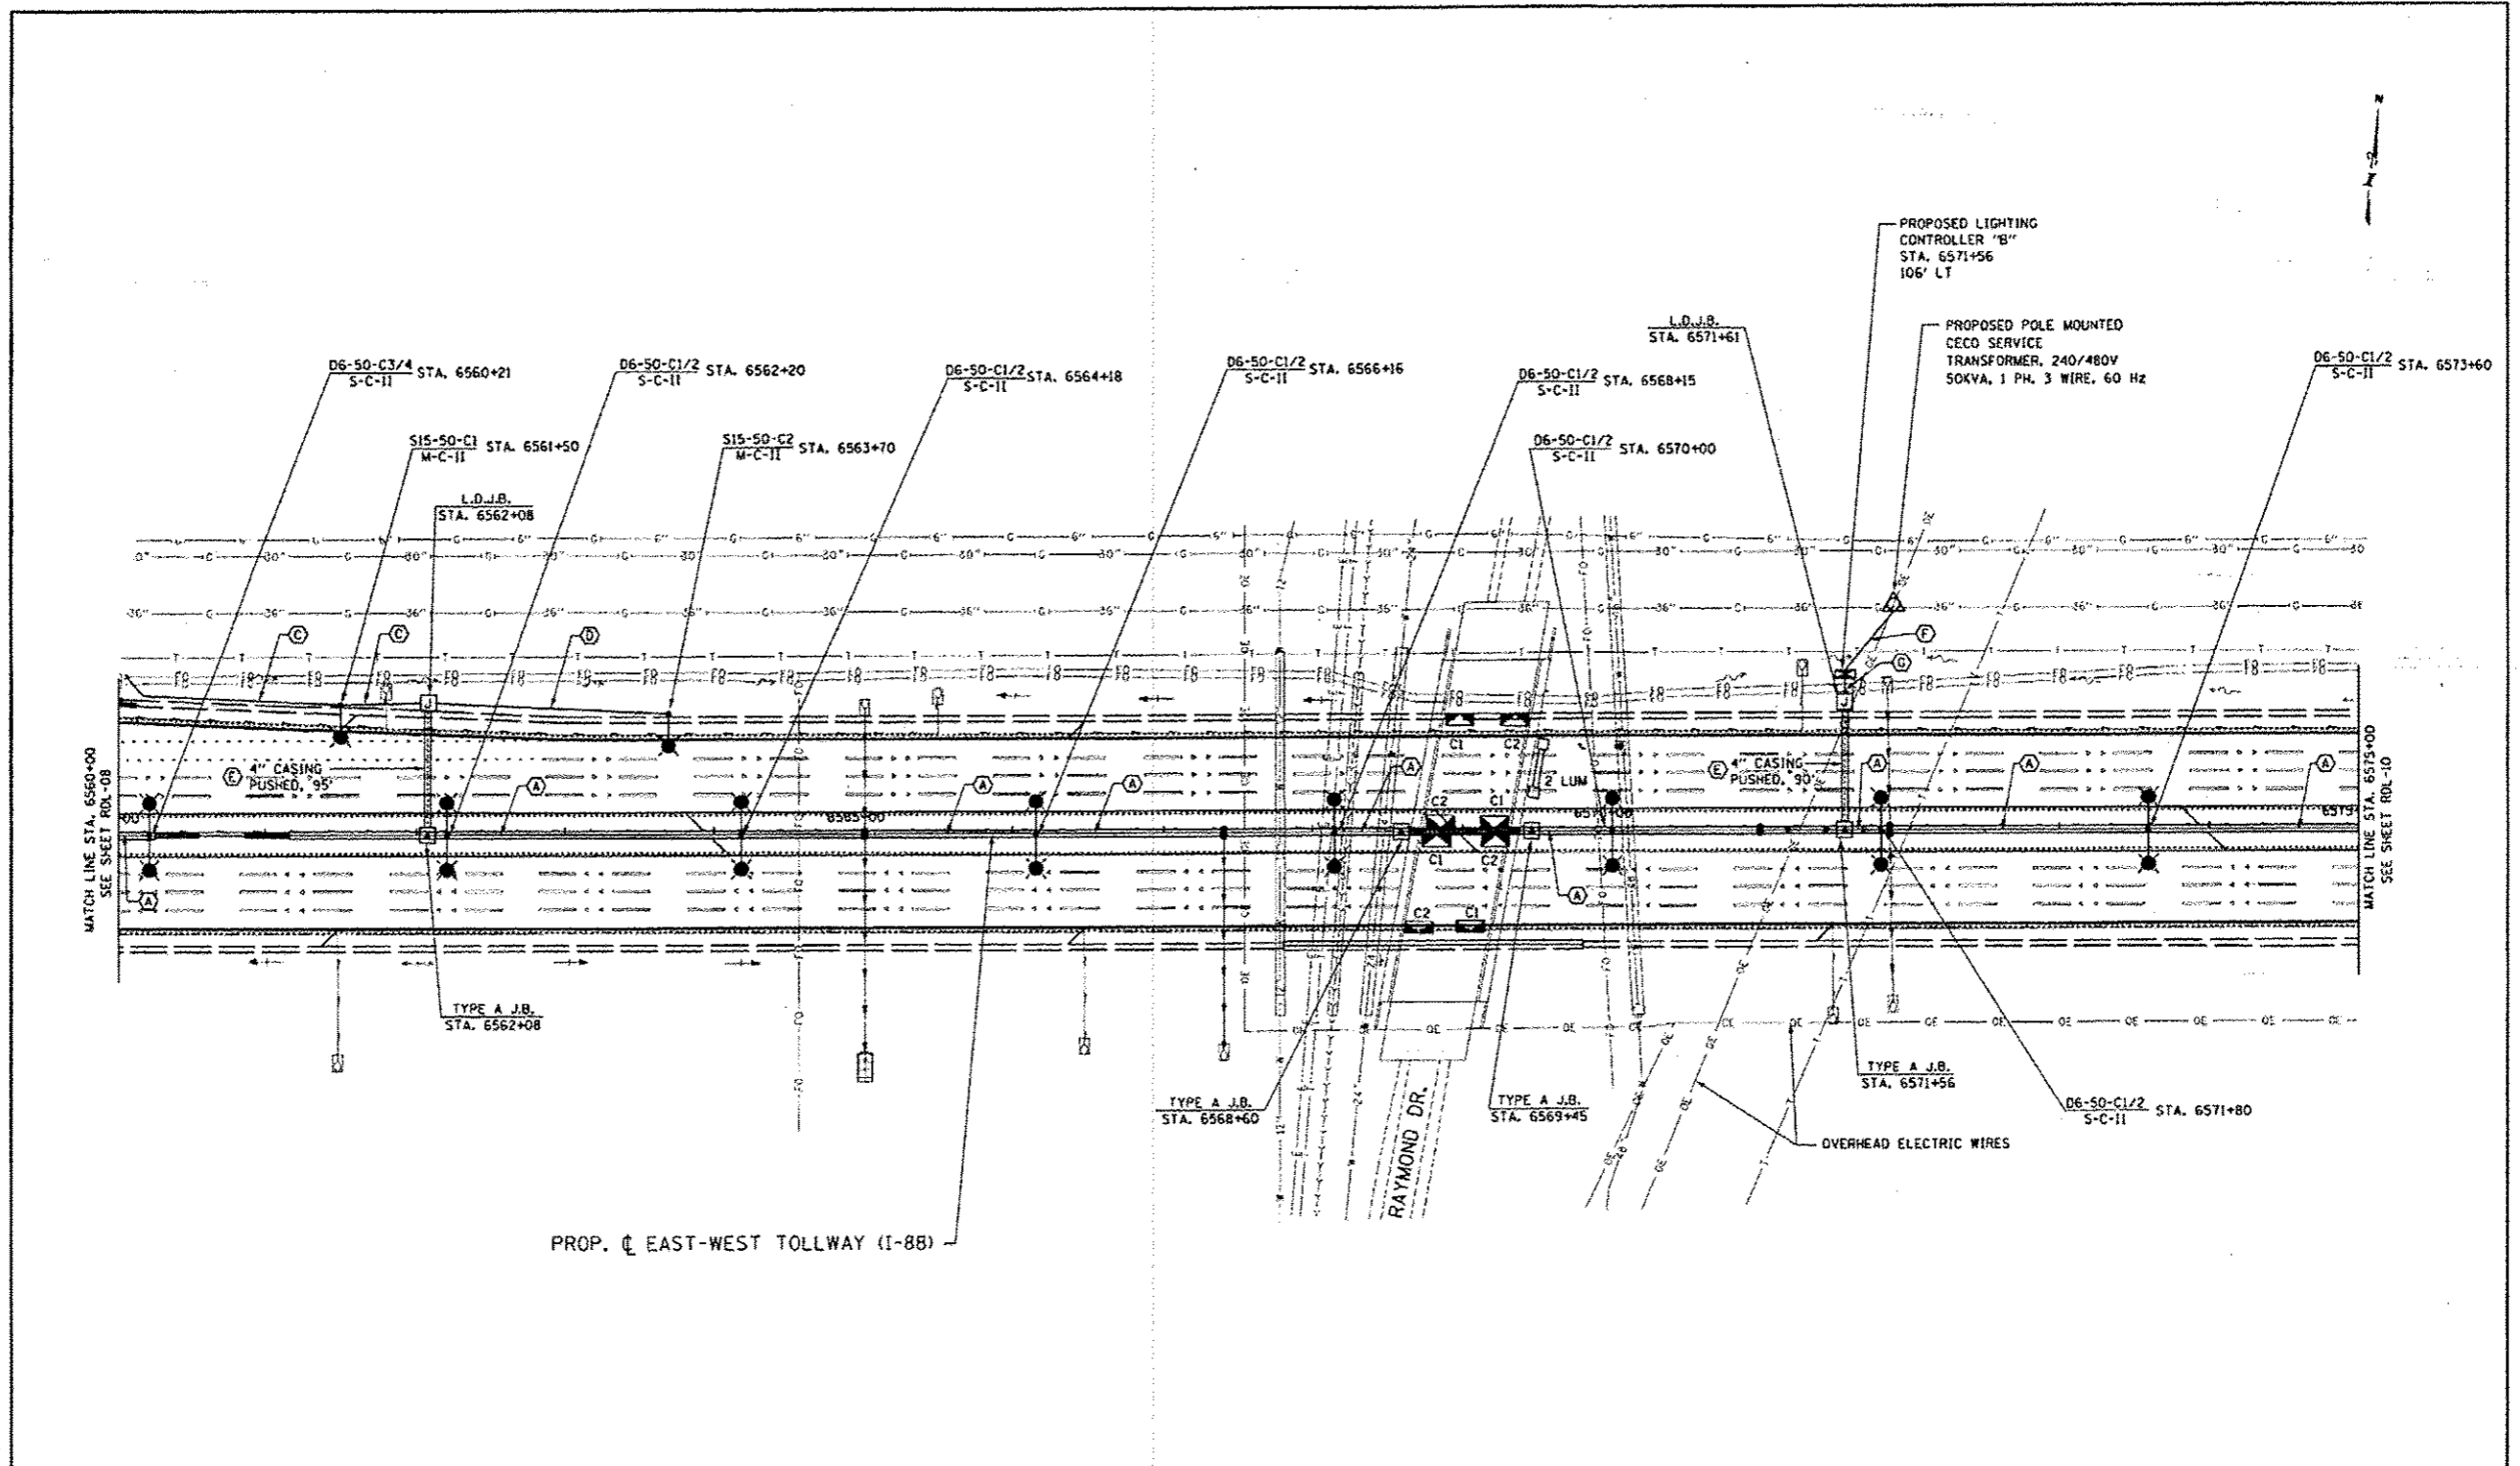 N
PROPOSED LIGHTING
CONTROLLER "B"
STA. 6571+56
106' LT
L.D.J.B.
STA. 6571+61
PROPOSED POLE MOUNTED
CECO SERVICE
TRANSFORMER, 240/480V
50KVA, 1 PH, 3 WIRE, 60 Hz
D6-50-C3/4 STA. 6560+21
S-C-II
D6-50-C1/2 STA. 6562+20
S-C-II
D6-50-C1/2 STA. 6564+18
S-C-II
D6-50-C1/2 STA. 6566+16
S-C-II
D6-50-C1/2 STA. 6568+15
S-C-II
D6-50-C1/2 STA. 6573+60
S-C-II
S15-50-C1 STA. 6561+50
M-C-II
S15-50-C2 STA. 6563+70
M-C-II
D6-50-C1/2 STA. 6570+00
S-C-II
L.D.J.B.
STA. 6562+08
C
C
D
F
G
J
C1
C2
E 4" CASING
PUSHED, 95'
2 LUM
E 4" CASING
PUSHED, 90'
A
A
A
A
A
A
A
A
A
A
6565+00
C2
C1
C1
C2
C2
C1
MATCH LINE STA. 6560+00
SEE SHEET RDL-08
MATCH LINE STA. 6575+00
SEE SHEET RDL-10
TYPE A J.B.
STA. 6562+08
TYPE A J.B.
STA. 6568+60
TYPE A J.B.
STA. 6569+45
TYPE A J.B.
STA. 6571+56
D6-50-C1/2 STA. 6571+80
S-C-II
OVERHEAD ELECTRIC WIRES
RAYMOND DR.
PROP. ℄ EAST-WEST TOLLWAY (I-88)